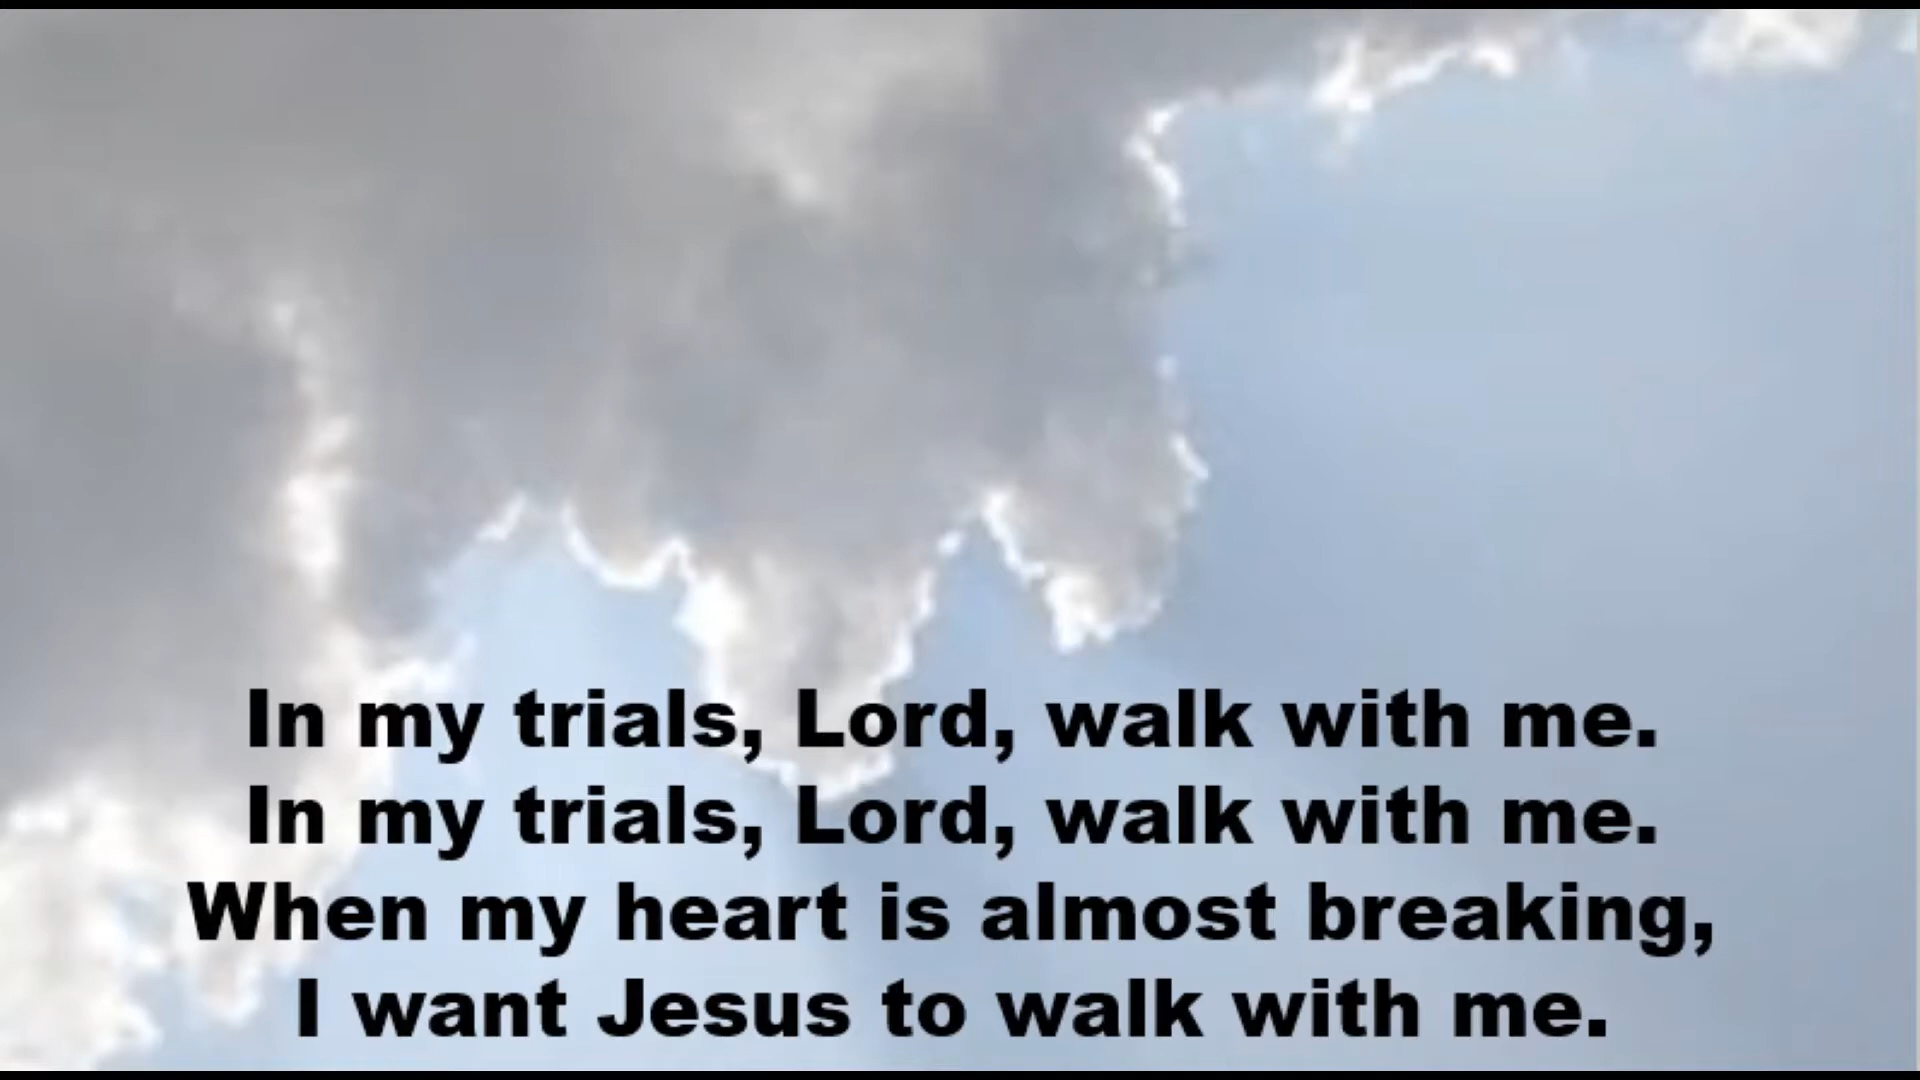 In my trials, Lord, walk with me.
In my trials, Lord, walk with me.
When my heart is almost breaking,
I want Jesus to walk with me.